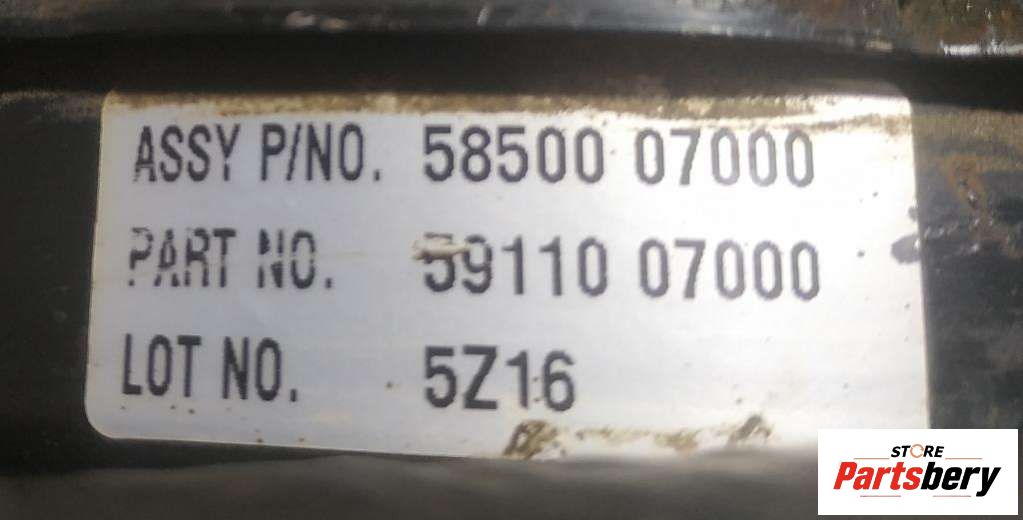 ASSY P/NO. 58500 07000
PART NO. 59110 07000
LOT NO. 5Z16
STORE
Partsbery